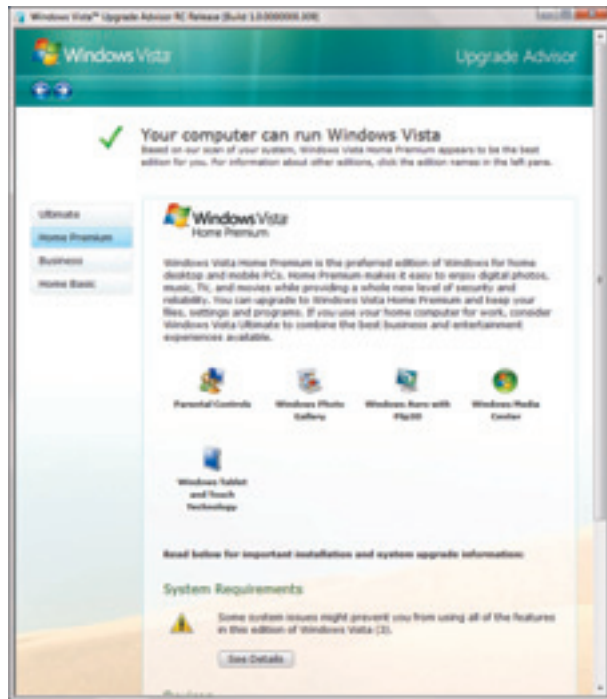 Windows Vista™ Upgrade Advisor RC Release (Build 1.0.0000000.309)
Windows Vista
Upgrade Advisor
Your computer can run Windows Vista
Based on our scan of your system, Windows Vista Home Premium appears to be the best
edition for you. For information about other editions, click the edition names in the left pane.
Ultimate
Home Premium
Business
Home Basic
Windows Vista
Home Premium
Windows Vista Home Premium is the preferred edition of Windows for home
desktop and mobile PCs. Home Premium makes it easy to enjoy digital photos,
music, TV, and movies while providing a whole new level of security and
reliability. You can upgrade to Windows Vista Home Premium and keep your
files, settings and programs. If you use your home computer for work, consider
Windows Vista Ultimate to combine the best business and entertainment
experiences available.
Parental Controls
Windows Photo
Gallery
Windows Aero with
Flip3D
Windows Media
Center
Windows Tablet
and Touch
Technology
Read below for important installation and system upgrade information:
System Requirements
Some system issues might prevent you from using all of the features
in this edition of Windows Vista
See Details